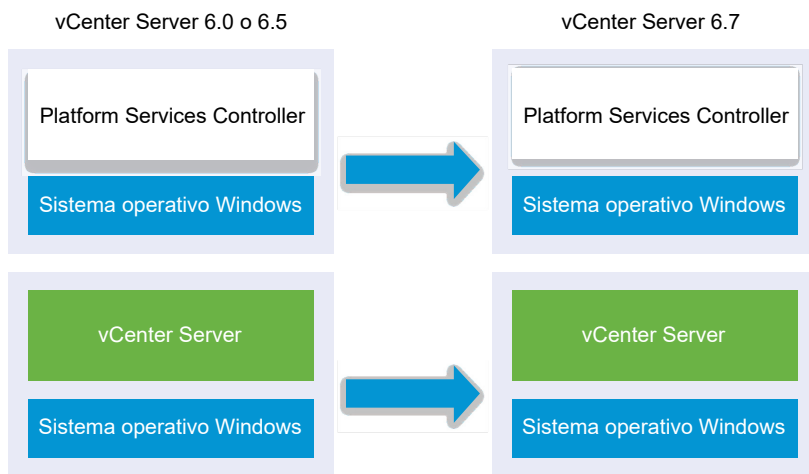 vCenter Server 6.0 o 6.5
vCenter Server 6.7
Platform Services Controller
Platform Services Controller
Sistema operativo Windows
Sistema operativo Windows
vCenter Server
vCenter Server
Sistema operativo Windows
Sistema operativo Windows